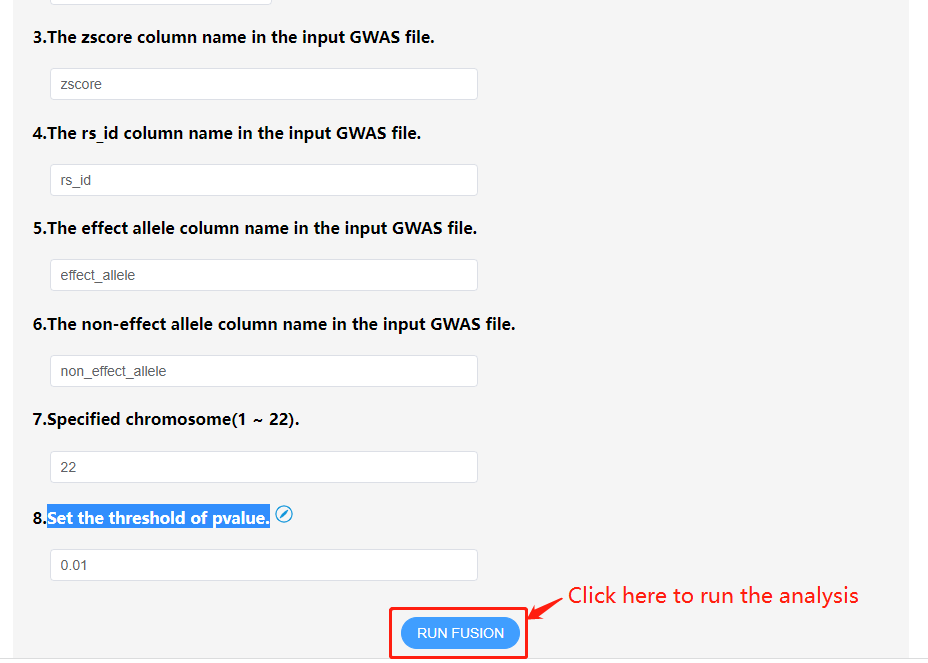 3.The zscore column name in the input GWAS file.
zscore
4.The rs_id column name in the input GWAS file.
rs_id
5.The effect allele column name in the input GWAS file.
effect_allele
6.The non-effect allele column name in the input GWAS file.
non_effect_allele
7.Specified chromosome(1 ~ 22).
22
8.Set the threshold of pvalue.
0.01
Click here to run the analysis
RUN FUSION